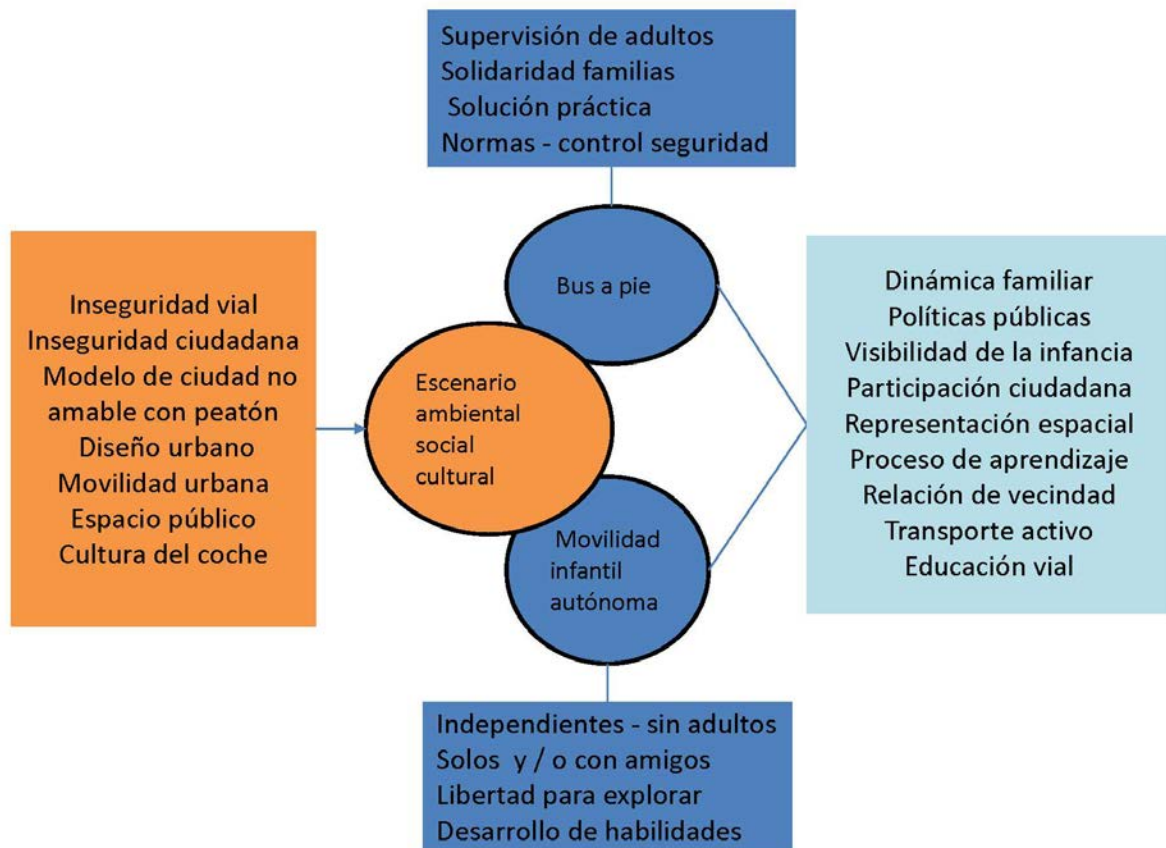 Supervisión de adultos
Solidaridad familias
Solución práctica
Normas - control seguridad
Inseguridad vial
Inseguridad ciudadana
Modelo de ciudad no
amable con peatón
Diseño urbano
Movilidad urbana
Espacio público
Cultura del coche
Escenario
ambiental
social
cultural
Bus a pie
Movilidad
infantil
autónoma
Dinámica familiar
Políticas públicas
Visibilidad de la infancia
Participación ciudadana
Representación espacial
Proceso de aprendizaje
Relación de vecindad
Transporte activo
Educación vial
Independientes - sin adultos
Solos y / o con amigos
Libertad para explorar
Desarrollo de habilidades